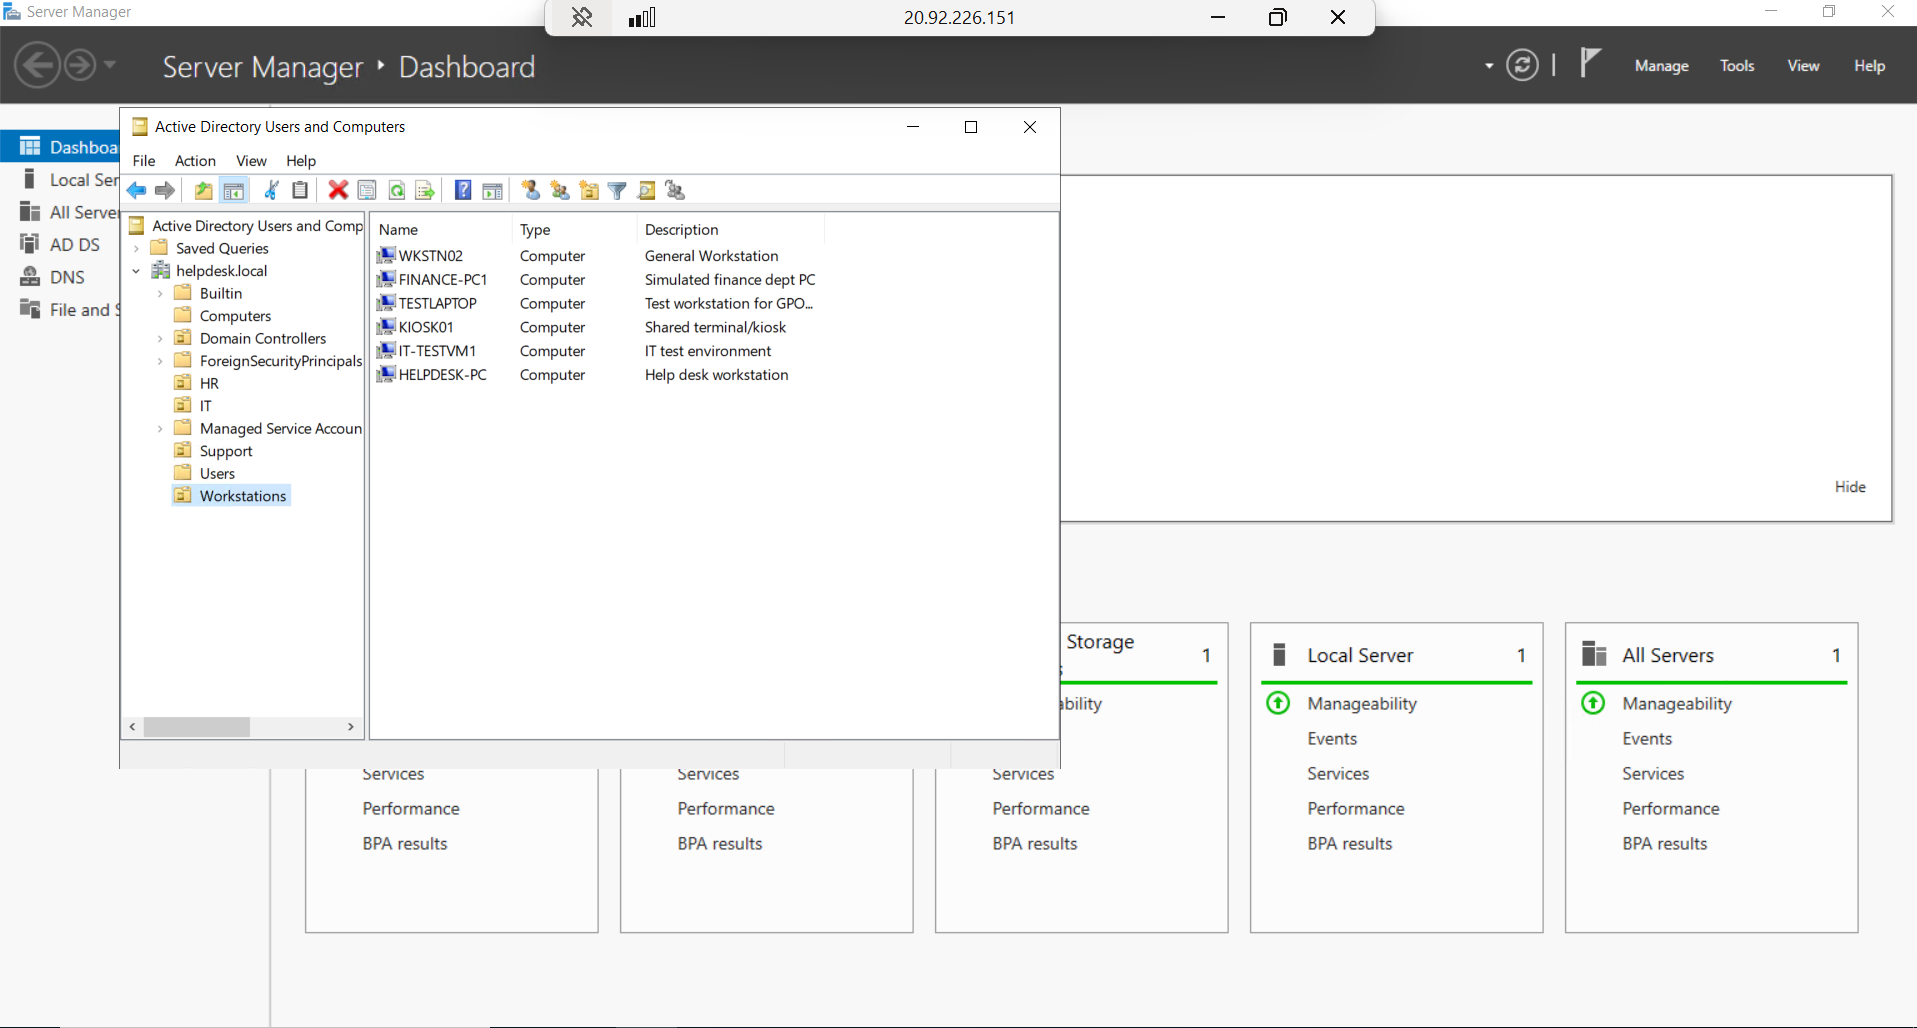 Server Manager
20.92.226.151
Server Manager ‣ Dashboard
Manage Tools View Help
Dashboa
Local Ser
All Server
AD DS
DNS
File and S
Active Directory Users and Computers
File Action View Help
Active Directory Users and Comp
Saved Queries
helpdesk.local
Builtin
Computers
Domain Controllers
ForeignSecurityPrincipals
HR
IT
Managed Service Accoun
Support
Users
Workstations
Name Type Description
WKSTN02 Computer General Workstation
FINANCE-PC1 Computer Simulated finance dept PC
TESTLAPTOP Computer Test workstation for GPO...
KIOSK01 Computer Shared terminal/kiosk
IT-TESTVM1 Computer IT test environment
HELPDESK-PC Computer Help desk workstation
Hide
Services
Performance
BPA results
Services
Performance
BPA results
Storage 1
s
ability
Services
Performance
BPA results
Local Server 1
Manageability
Events
Services
Performance
BPA results
All Servers 1
Manageability
Events
Services
Performance
BPA results